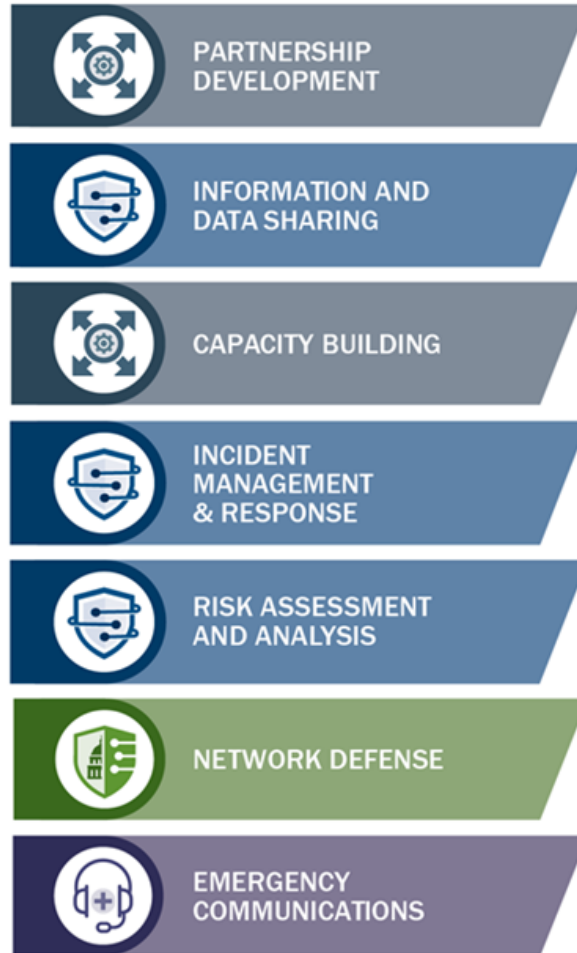 PARTNERSHIP
DEVELOPMENT
INFORMATION AND
DATA SHARING
CAPACITY BUILDING
INCIDENT
MANAGEMENT
& RESPONSE
RISK ASSESSMENT
AND ANALYSIS
NETWORK DEFENSE
EMERGENCY
COMMUNICATIONS